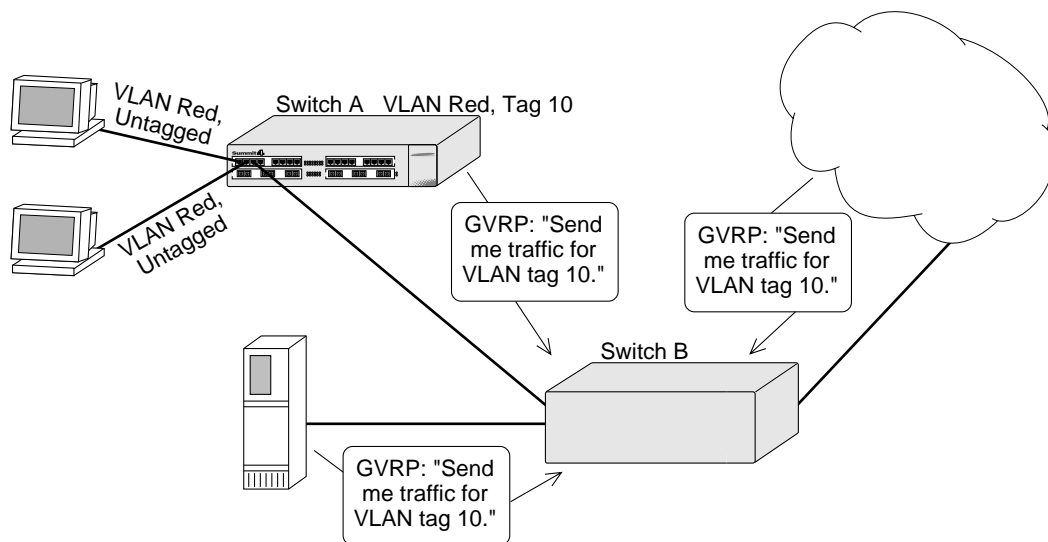 VLAN Red,
Untagged
Switch A VLAN Red, Tag 10
Summit4
VLAN Red,
Untagged
GVRP: "Send
me traffic for
VLAN tag 10."
GVRP: "Send
me traffic for
VLAN tag 10."
Switch B
GVRP: "Send
me traffic for
VLAN tag 10."